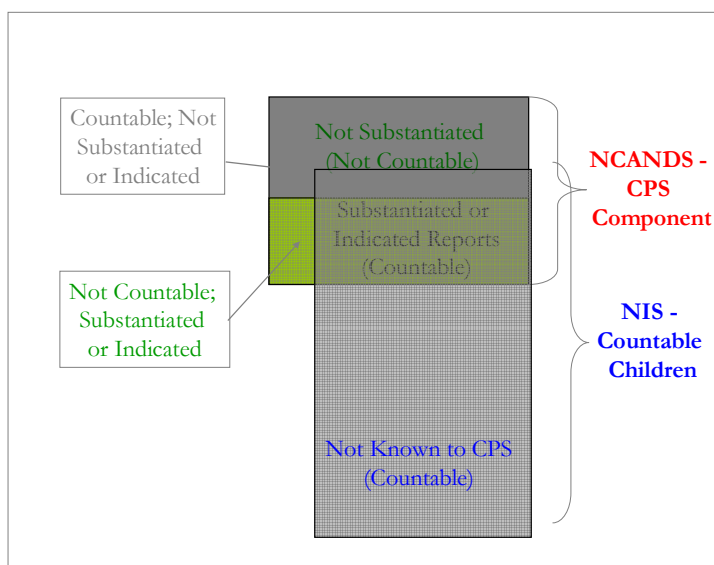 Countable; Not
Substantiated
or Indicated
Not Substantiated
(Not Countable)
NCANDS -
CPS
Component
Substantiated or
Indicated Reports
(Countable)
Not Countable;
Substantiated
or Indicated
NIS -
Countable
Children
Not Known to CPS
(Countable)